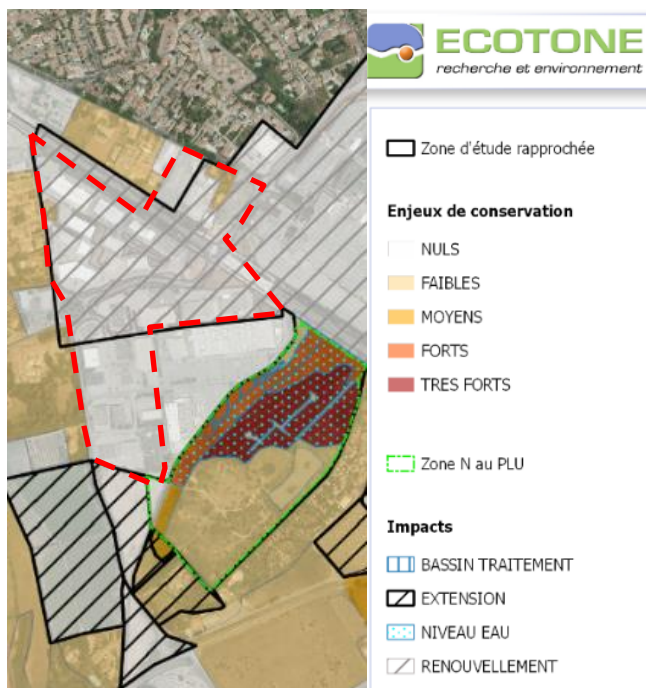 ECOTONE
recherche et environnement
Zone d'étude rapprochée
Enjeux de conservation
NULS
FAIBLES
MOYENS
FORTS
TRES FORTS
Zone N au PLU
Impacts
BASSIN TRAITEMENT
EXTENSION
NIVEAU EAU
RENOUVELLEMENT